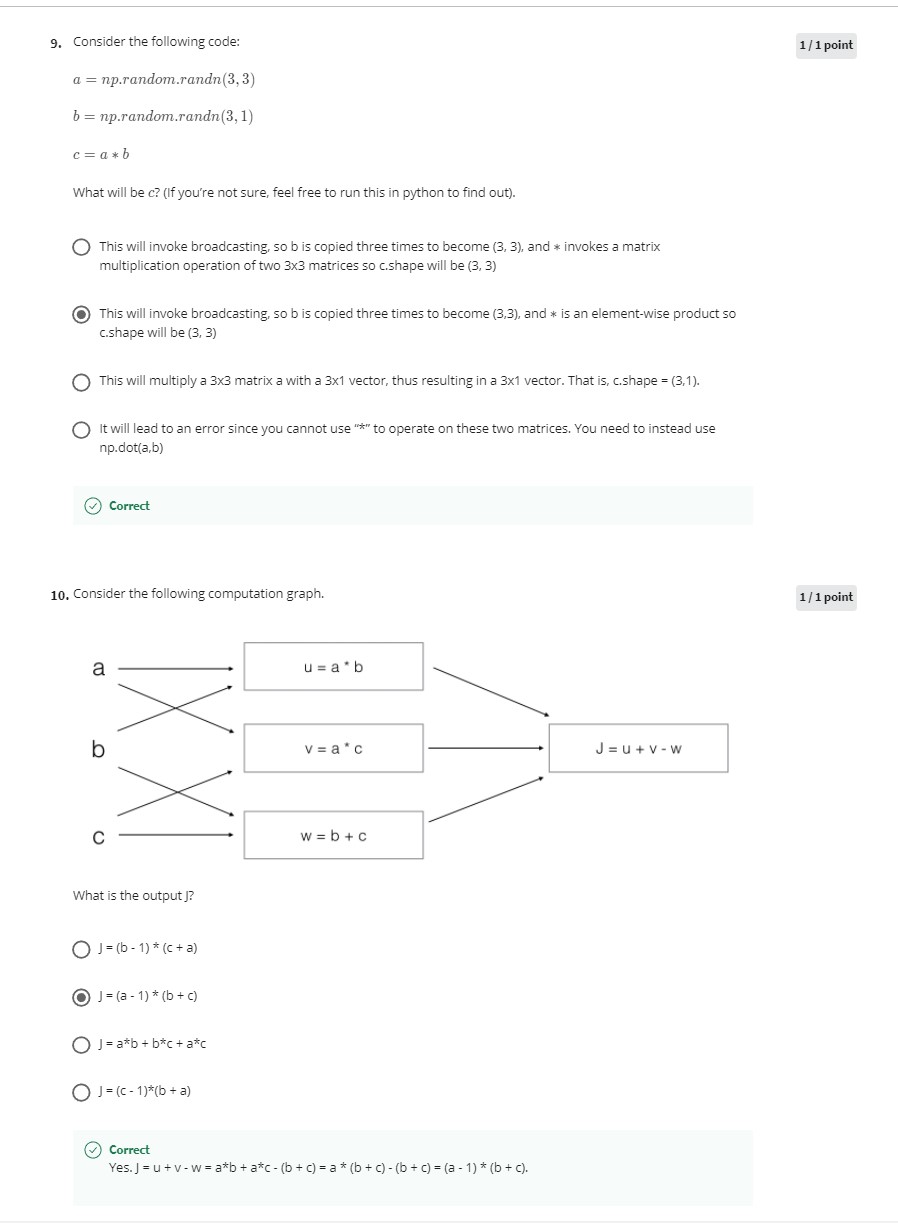 9. Consider the following code:
1 / 1 point
a = np.random.randn(3, 3)
b = np.random.randn(3, 1)
c = a * b
What will be c? (If you're not sure, feel free to run this in python to find out).
This will invoke broadcasting, so b is copied three times to become (3, 3), and * invokes a matrix
multiplication operation of two 3x3 matrices so c.shape will be (3, 3)
This will invoke broadcasting, so b is copied three times to become (3,3), and * is an element-wise product so
c.shape will be (3, 3)
This will multiply a 3x3 matrix a with a 3x1 vector, thus resulting in a 3x1 vector. That is, c.shape = (3,1).
It will lead to an error since you cannot use "*" to operate on these two matrices. You need to instead use
np.dot(a,b)
Correct
10. Consider the following computation graph.
1 / 1 point
a
u = a * b
b
v = a * c
J = u + v - w
c
w = b + c
What is the output J?
J = (b - 1) * (c + a)
J = (a - 1) * (b + c)
J = a*b + b*c + a*c
J = (c - 1)*(b + a)
Correct
Yes. J = u + v - w = a*b + a*c - (b + c) = a * (b + c) - (b + c) = (a - 1) * (b + c).